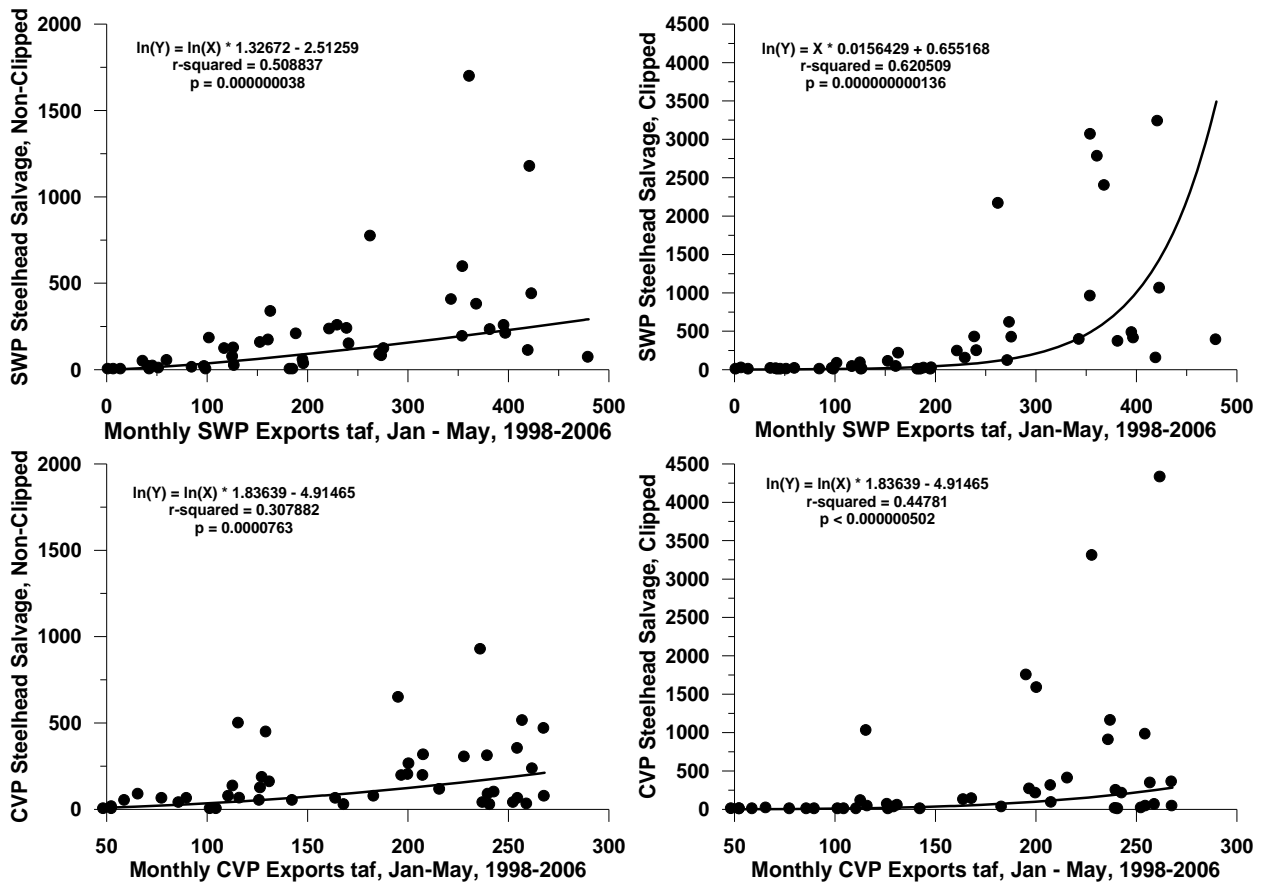 SWP Steelhead Salvage, Non-Clipped
2000
1500
1000
500
0
ln(Y) = ln(X) * 1.32672 - 2.51259
r-squared = 0.508837
p = 0.000000038
0 100 200 300 400 500
Monthly SWP Exports taf, Jan - May, 1998-2006
SWP Steelhead Salvage, Clipped
4500
4000
3500
3000
2500
2000
1500
1000
500
0
ln(Y) = X * 0.0156429 + 0.655168
r-squared = 0.620509
p = 0.000000000136
0 100 200 300 400 500
Monthly SWP Exports taf, Jan-May, 1998-2006
CVP Steelhead Salvage, Non-Clipped
2000
1500
1000
500
0
ln(Y) = ln(X) * 1.83639 - 4.91465
r-squared = 0.307882
p = 0.0000763
50 100 150 200 250 300
Monthly CVP Exports taf, Jan-May, 1998-2006
CVP Steelhead Salvage, Clipped
4500
4000
3500
3000
2500
2000
1500
1000
500
0
ln(Y) = ln(X) * 1.83639 - 4.91465
r-squared = 0.44781
p < 0.000000502
50 100 150 200 250 300
Monthly CVP Exports taf, Jan - May, 1998-2006